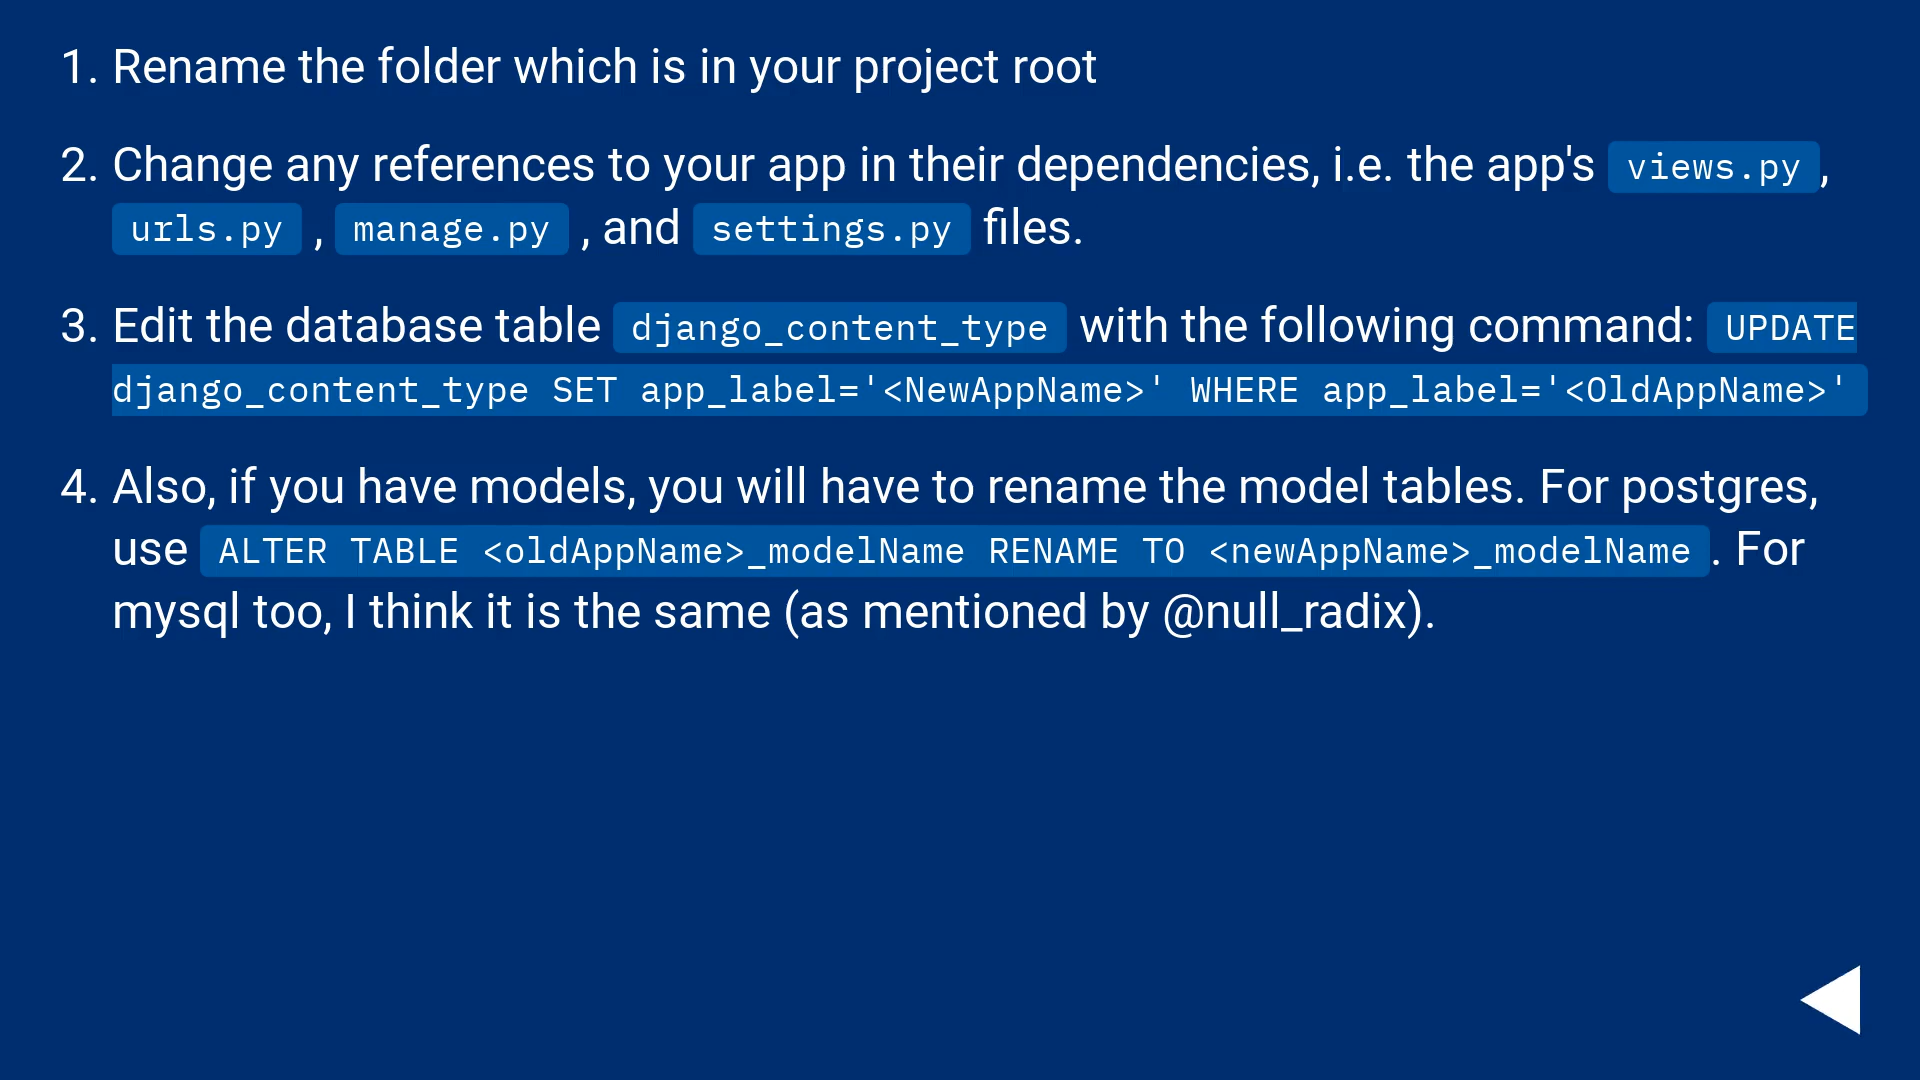 1. Rename the folder which is in your project root
2. Change any references to your app in their dependencies, i.e. the app's views.py,
urls.py , manage.py , and settings.py files.
3. Edit the database table django_content_type with the following command: UPDATE
django_content_type SET app_label='<NewAppName>' WHERE app_label='<OldAppName>'
4. Also, if you have models, you will have to rename the model tables. For postgres,
use ALTER TABLE <oldAppName>_modelName RENAME TO <newAppName>_modelName. For
mysql too, I think it is the same (as mentioned by @null_radix).